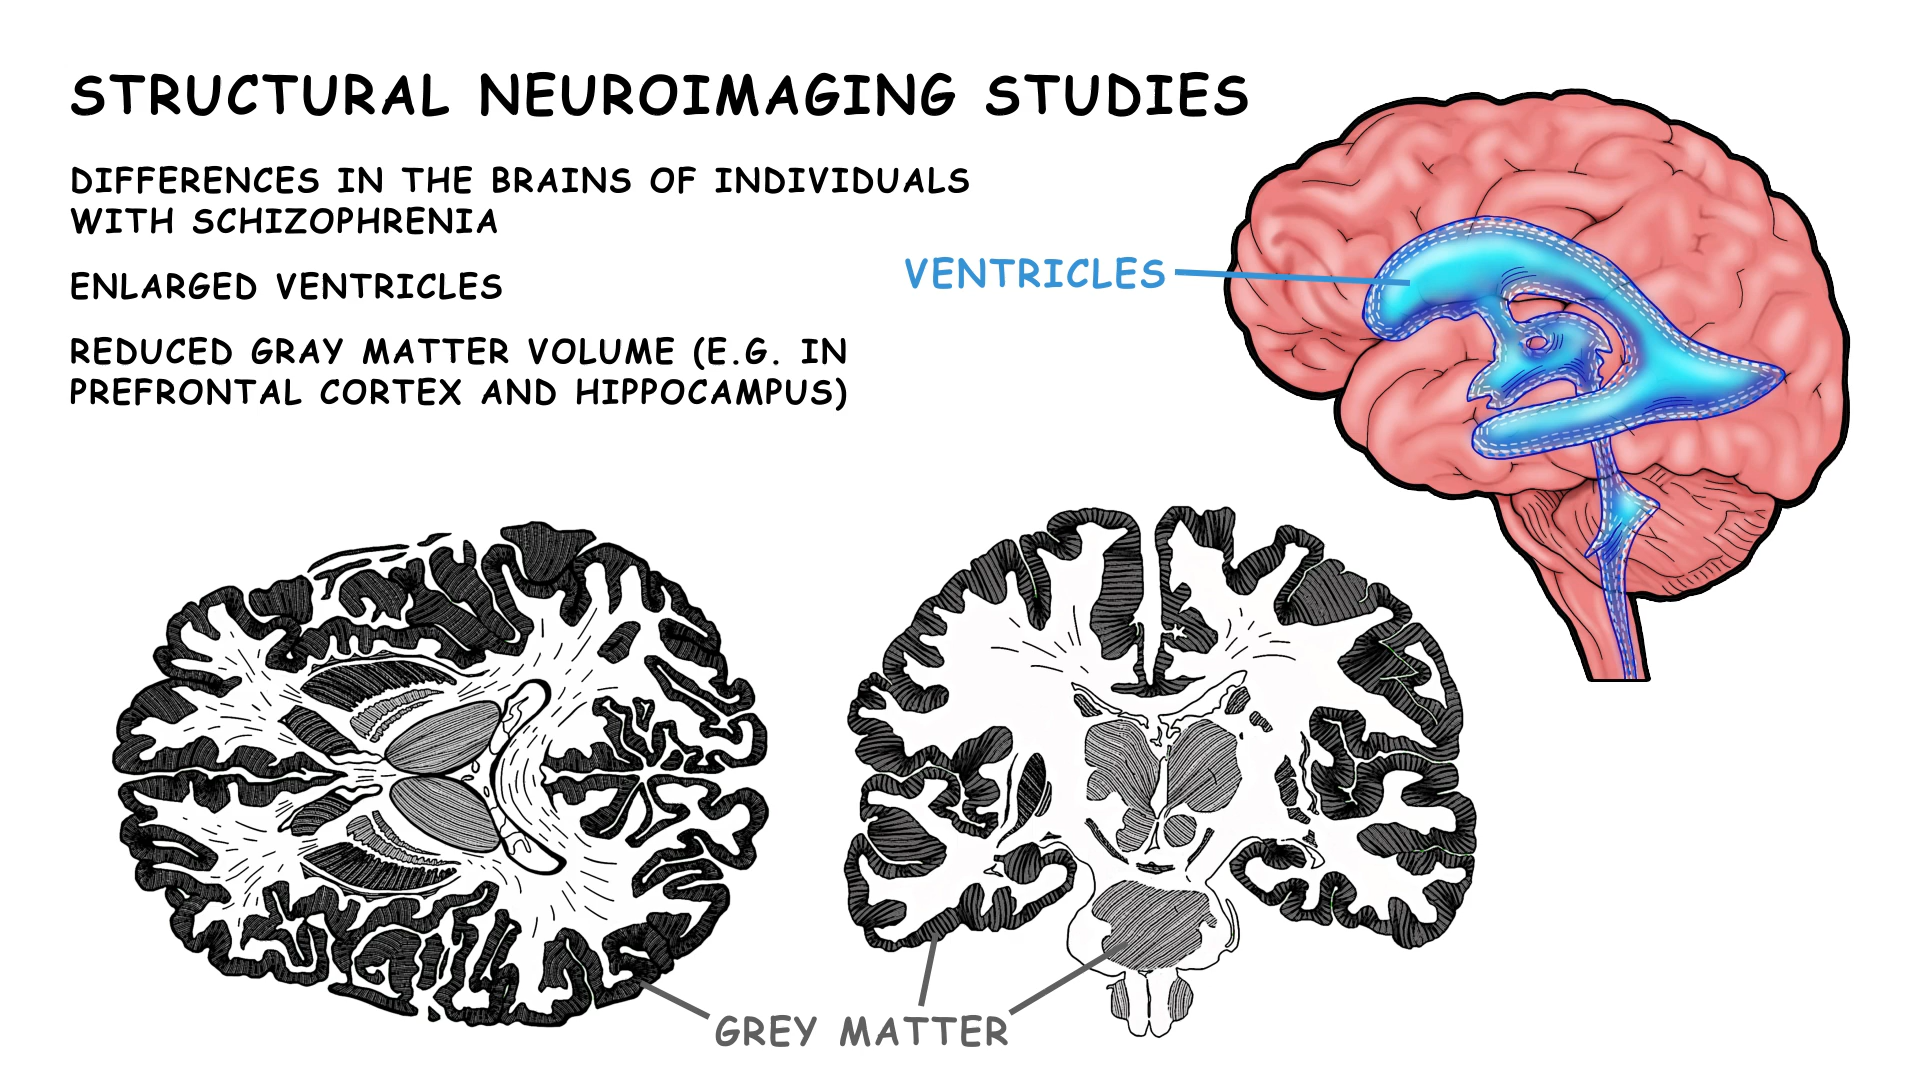 STRUCTURAL NEUROIMAGING STUDIES
DIFFERENCES IN THE BRAINS OF INDIVIDUALS
WITH SCHIZOPHRENIA
ENLARGED VENTRICLES
REDUCED GRAY MATTER VOLUME (E.G. IN
PREFRONTAL CORTEX AND HIPPOCAMPUS)
VENTRICLES
GREY MATTER